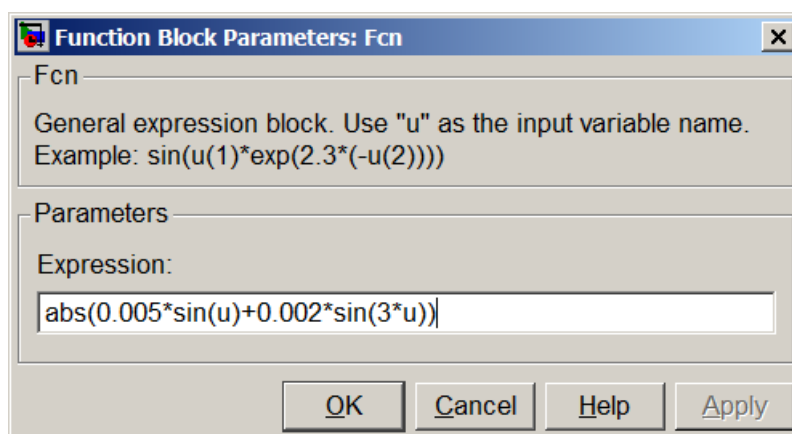 Function Block Parameters: Fcn
Fcn
General expression block. Use "u" as the input variable name.
Example: sin(u(1)*exp(2.3*(-u(2))))
Parameters
Expression:
abs(0.005*sin(u)+0.002*sin(3*u))
OK Cancel Help Apply